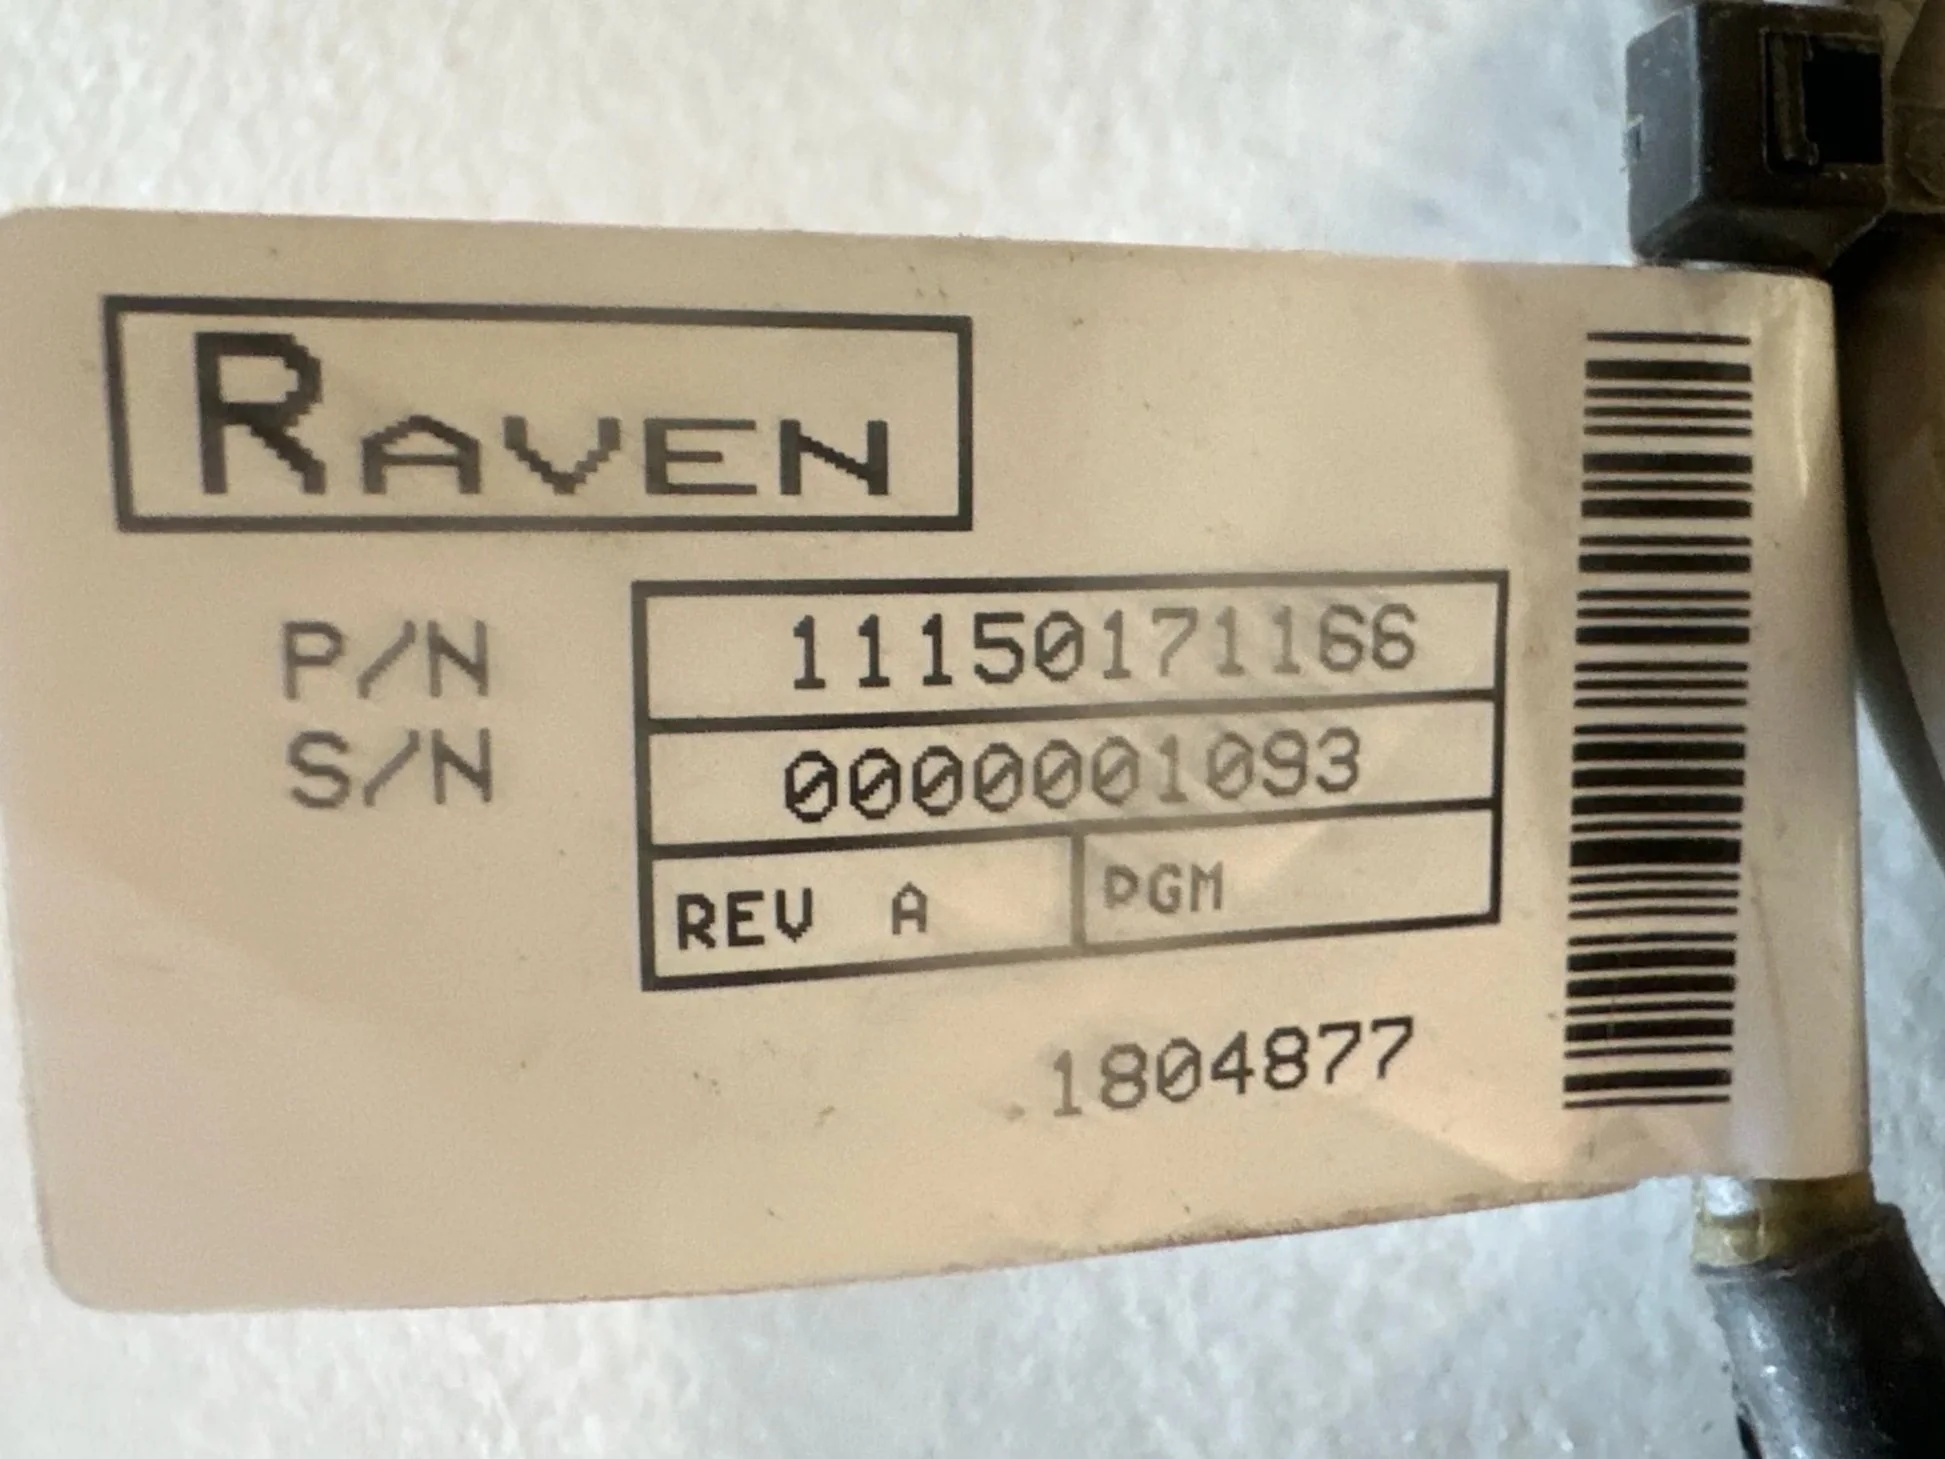 RAVEN
P/N 11150171166
S/N 0000001093
REV A PGM
1804877